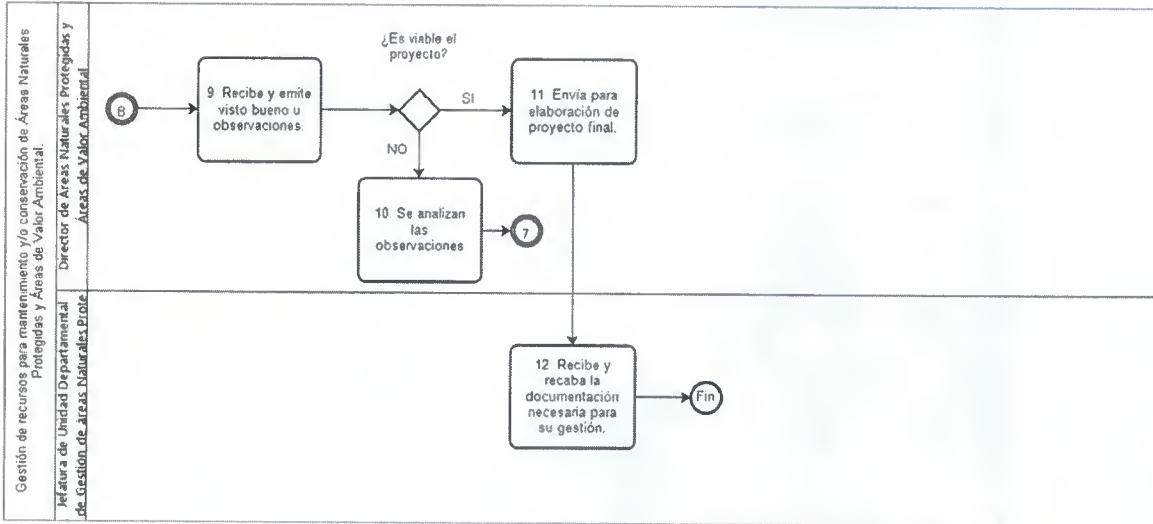 Gestión de recursos para mantenimiento y/o conservación de Áreas Naturales
Protegidas y Áreas de Valor Ambiental.
Director de Áreas Naturales Protegidas y
Áreas de Valor Ambiental
8
9 Recibe y emite
visto bueno u
observaciones.
¿Es viable el
proyecto?
SI
NO
11 Envía para
elaboración de
proyecto final.
10 Se analizan
las
observaciones
7
Jefatura de Unidad Departamental
de Gestión de áreas Naturales Prote
12 Recibe y
recaba la
documentación
necesaria para
su gestión.
Fin